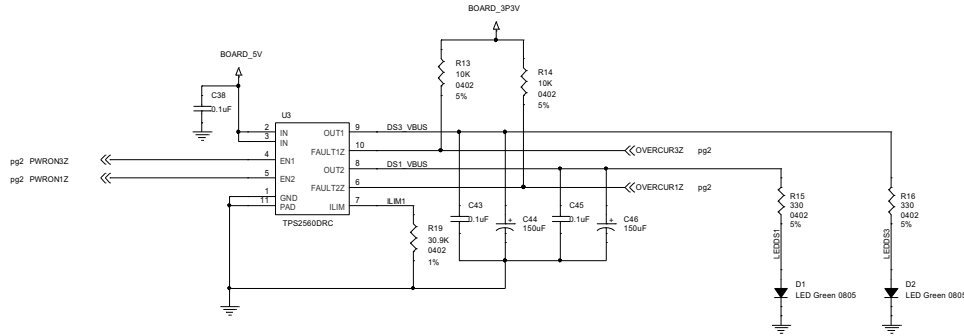 BOARD_3P3V
BOARD_5V
R13
10K
0402
5%
R14
10K
0402
5%
C38
0.1uF
U3
2 IN
3 IN
OUT1 9 DS3_VBUS
FAULT1Z 10 OVERCUR3Z pg2
pg2 PWRON3Z 4 EN1
OUT2 8 DS1_VBUS
pg2 PWRON1Z 5 EN2
FAULT2Z 6 OVERCUR1Z pg2
1 GND
11 PAD
ILIM 7 ILIM1
TPS2560DRC
R19
30.9K
0402
1%
C43
0.1uF
C44
150uF
C45
0.1uF
C46
150uF
+
+
R15
330
0402
5%
R16
330
0402
5%
LEDDS1
LEDDS3
D1
LED Green 0805
D2
LED Green 0805